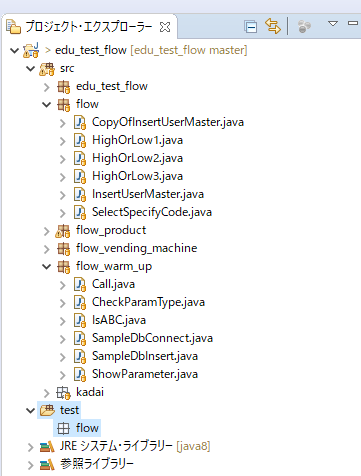 プロジェクト・エクスプローラー
> edu_test_flow [edu_test_flow master]
src
edu_test_flow
flow
CopyOfInsertUserMaster.java
HighOrLow1.java
HighOrLow2.java
HighOrLow3.java
InsertUserMaster.java
SelectSpecifyCode.java
flow_product
flow_vending_machine
flow_warm_up
Call.java
CheckParamType.java
IsABC.java
SampleDbConnect.java
SampleDbInsert.java
ShowParameter.java
kadai
test
flow
JRE システム・ライブラリー [java8]
参照ライブラリー